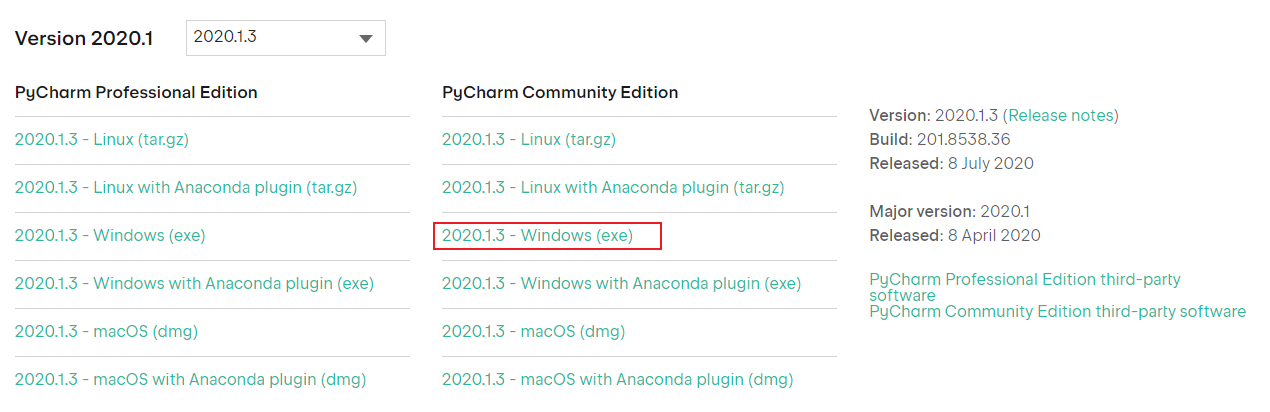 Version 2020.1
2020.1.3
PyCharm Professional Edition
2020.1.3 - Linux (tar.gz)
2020.1.3 - Linux with Anaconda plugin (tar.gz)
2020.1.3 - Windows (exe)
2020.1.3 - Windows with Anaconda plugin (exe)
2020.1.3 - macOS (dmg)
2020.1.3 - macOS with Anaconda plugin (dmg)
PyCharm Community Edition
2020.1.3 - Linux (tar.gz)
2020.1.3 - Linux with Anaconda plugin (tar.gz)
2020.1.3 - Windows (exe)
2020.1.3 - Windows with Anaconda plugin (exe)
2020.1.3 - macOS (dmg)
2020.1.3 - macOS with Anaconda plugin (dmg)
Version: 2020.1.3 (Release notes)
Build: 201.8538.36
Released: 8 July 2020
Major version: 2020.1
Released: 8 April 2020
PyCharm Professional Edition third-party
software
PyCharm Community Edition third-party software